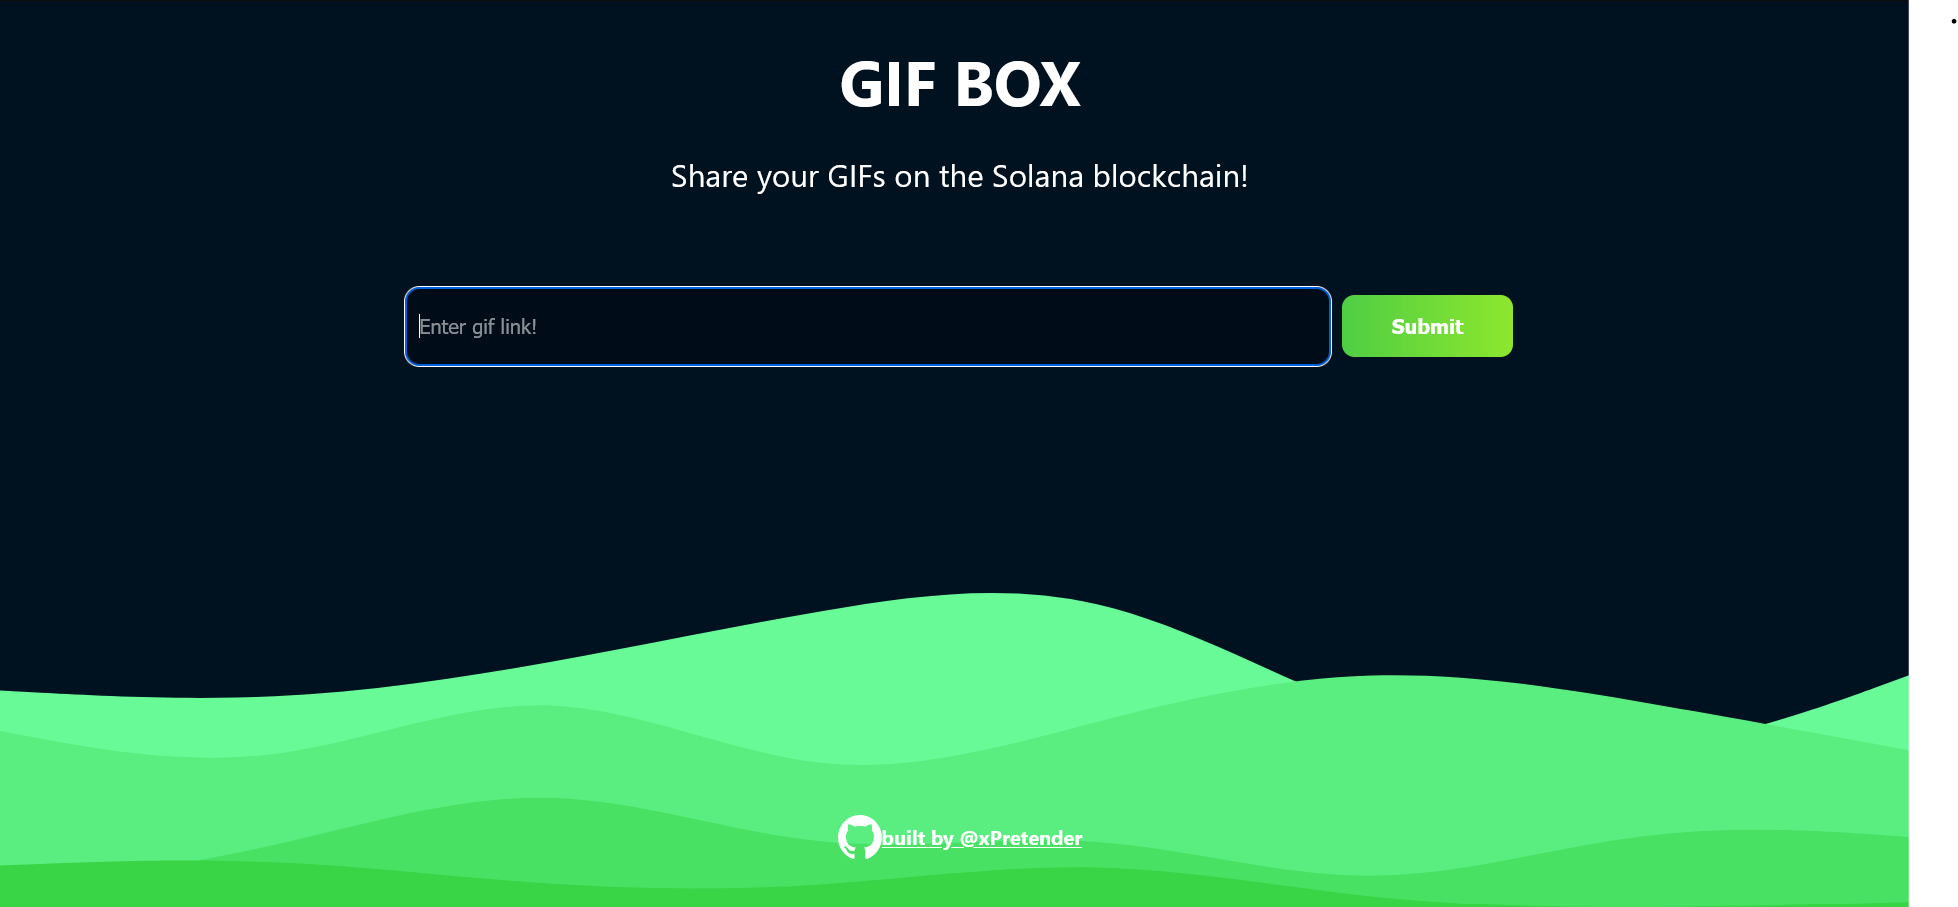 GIF BOX
Share your GIFs on the Solana blockchain!
Enter gif link!
Submit
built by @xPretender